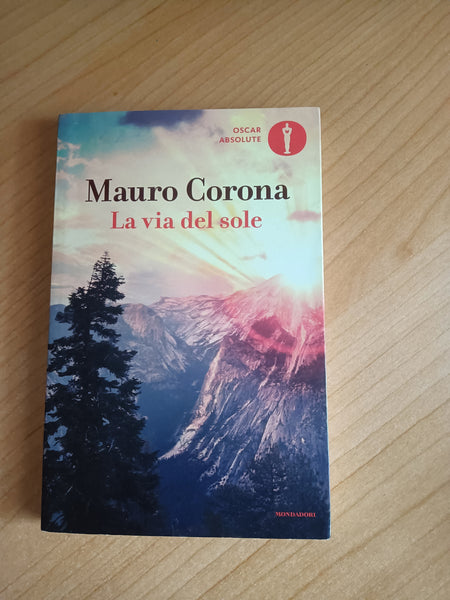 OSCAR
ABSOLUTE
Mauro Corona
La via del sole
MONDADORI